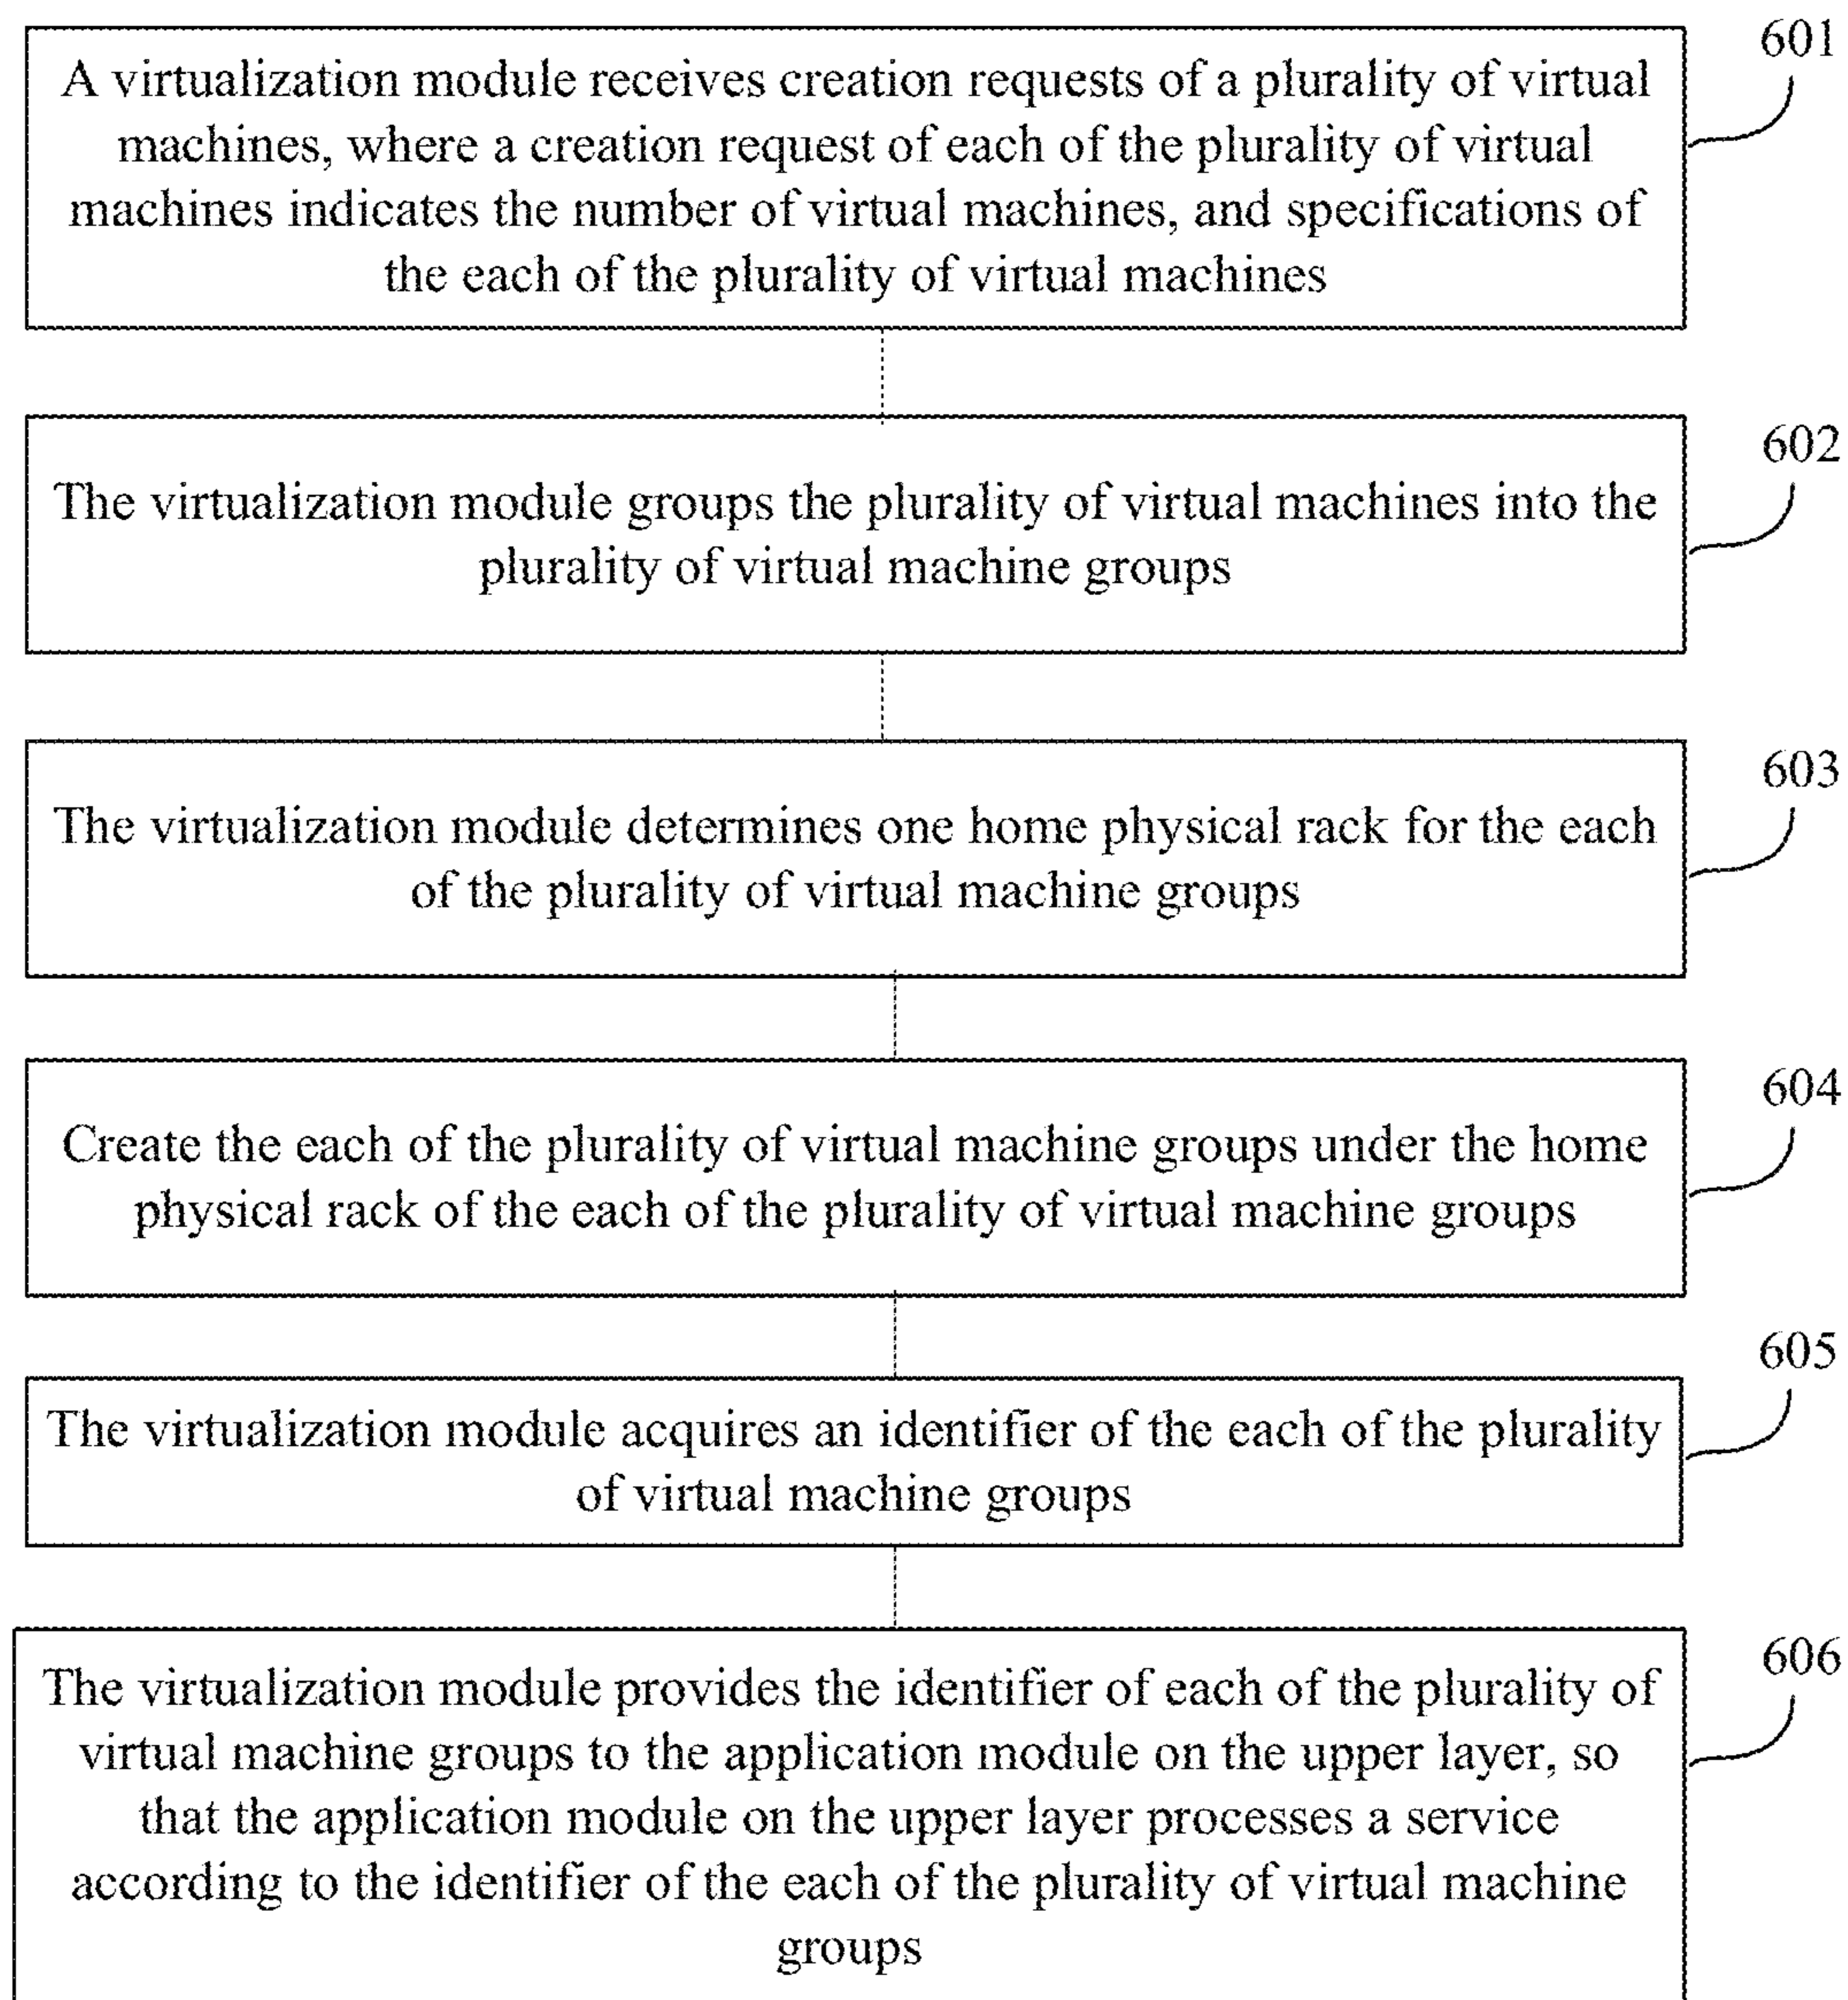 601
A virtualization module receives creation requests of a plurality of virtual
machines, where a creation request of each of the plurality of virtual
machines indicates the number of virtual machines, and specifications of
the each of the plurality of virtual machines
602
The virtualization module groups the plurality of virtual machines into the
plurality of virtual machine groups
603
The virtualization module determines one home physical rack for the each
of the plurality of virtual machine groups
604
Create the each of the plurality of virtual machine groups under the home
physical rack of the each of the plurality of virtual machine groups
605
The virtualization module acquires an identifier of the each of the plurality
of virtual machine groups
606
The virtualization module provides the identifier of each of the plurality of
virtual machine groups to the application module on the upper layer, so
that the application module on the upper layer processes a service
according to the identifier of the each of the plurality of virtual machine
groups